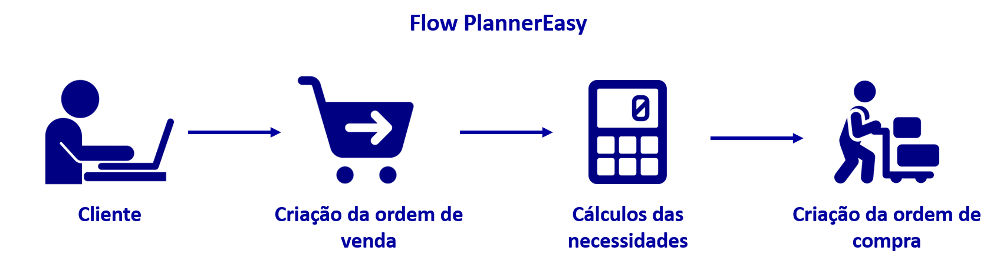 Flow PlannerEasy
0
Cliente
Criação da ordem de
venda
Cálculos das
necessidades
Criação da ordem de
compra